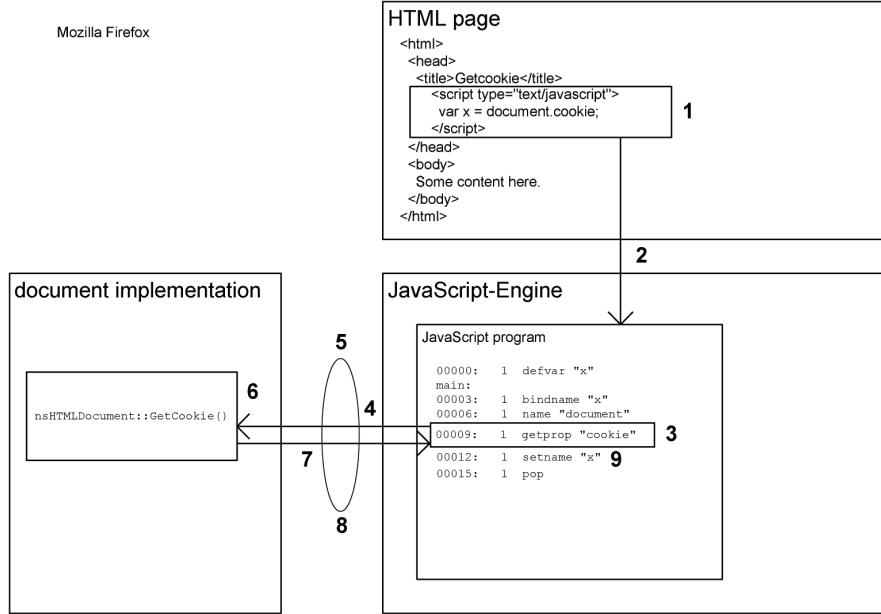 Mozilla Firefox
HTML page
<html>
<head>
<title>Getcookie</title>
<script type="text/javascript">
var x = document.cookie;
</script>
1
</head>
<body>
Some content here.
</body>
</html>
2
document implementation
6
nsHTMLDocument::GetCookie()
5
4
7
8
JavaScript-Engine
JavaScript program
00000: 1 defvar "x"
main:
00003: 1 bindname "x"
00006: 1 name "document"
00009: 1 getprop "cookie" 3
00012: 1 setname "x" 9
00015: 1 pop